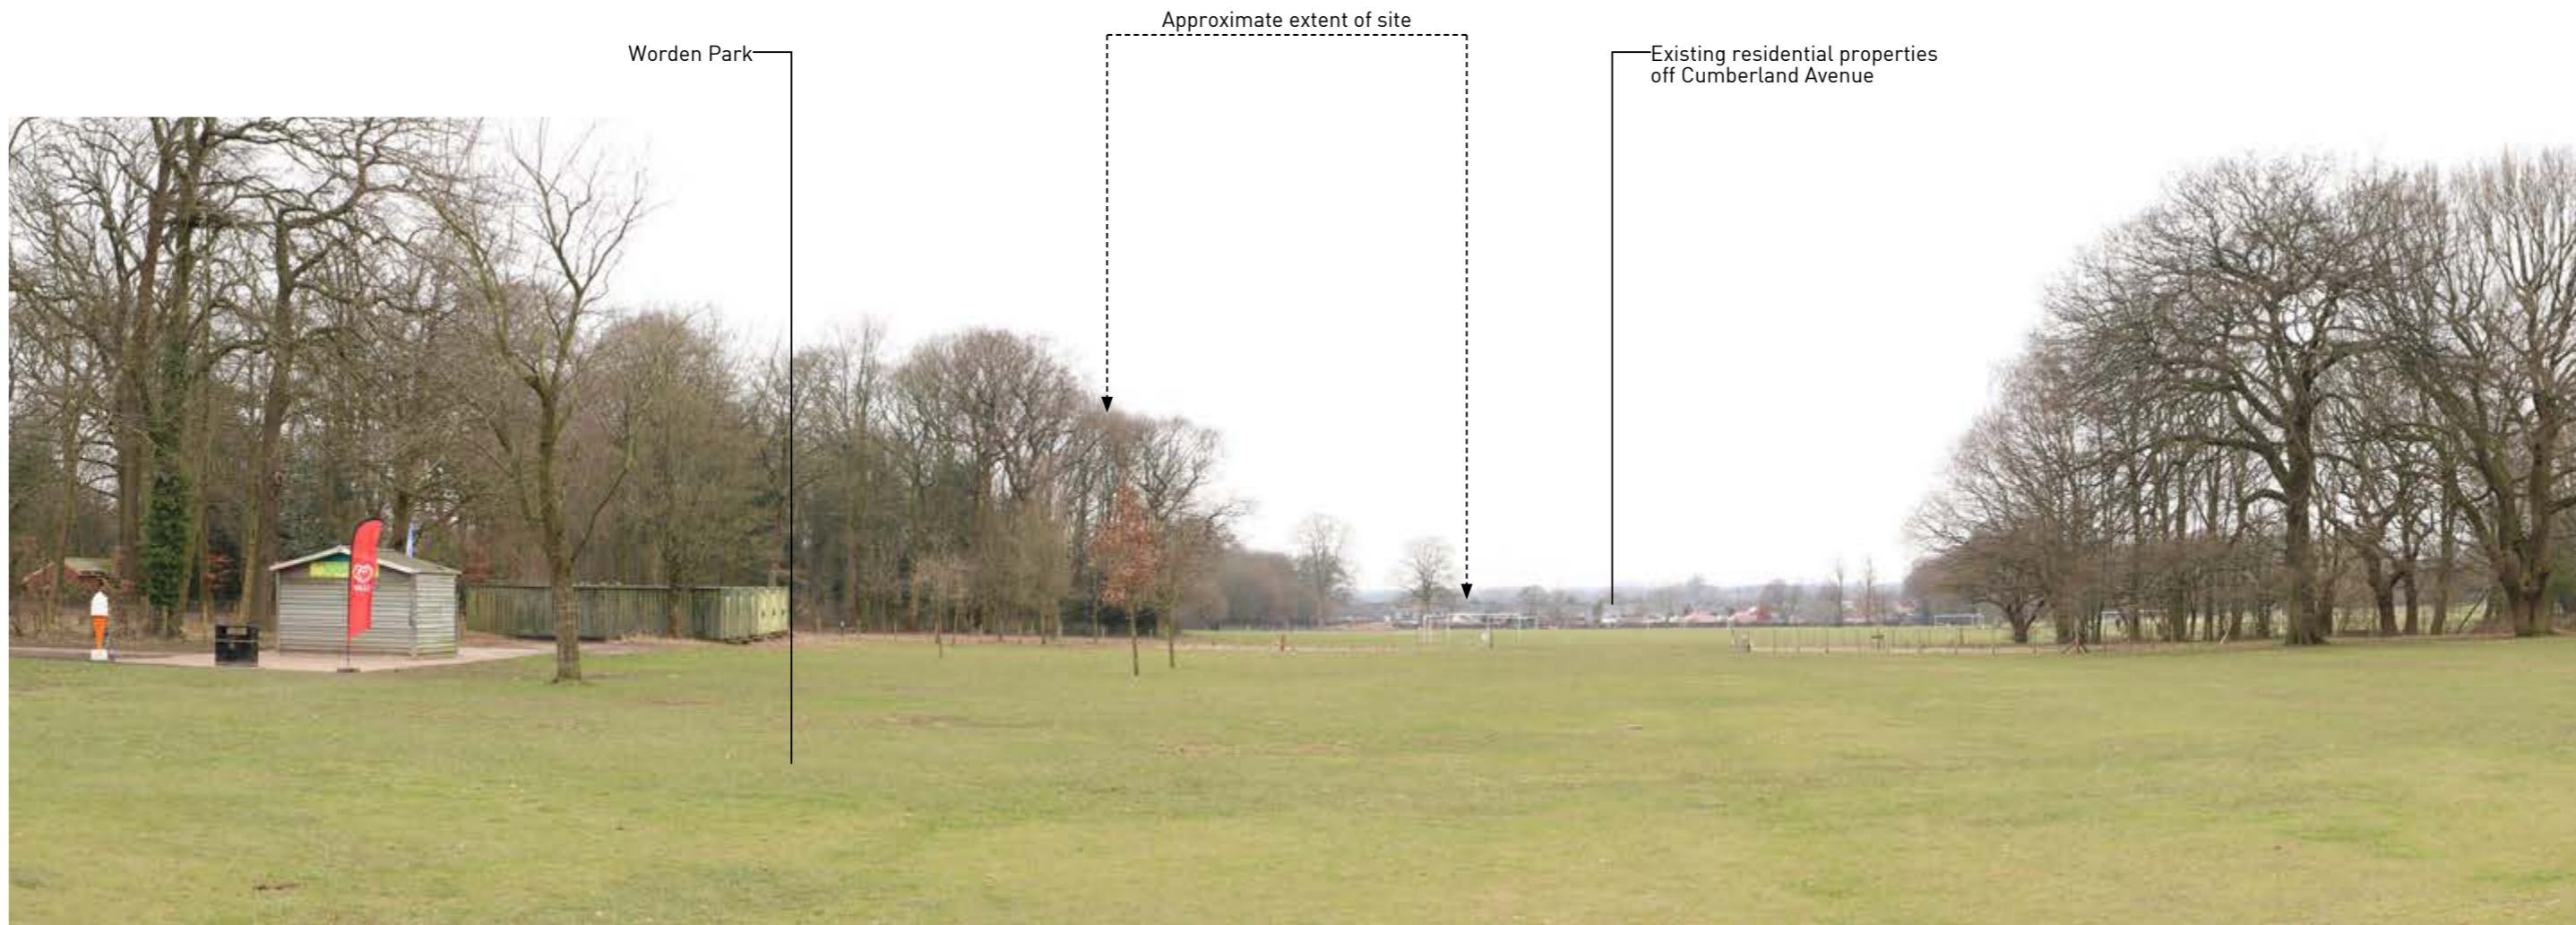 Approximate extent of site
Worden Park
Existing residential properties
off Cumberland Avenue